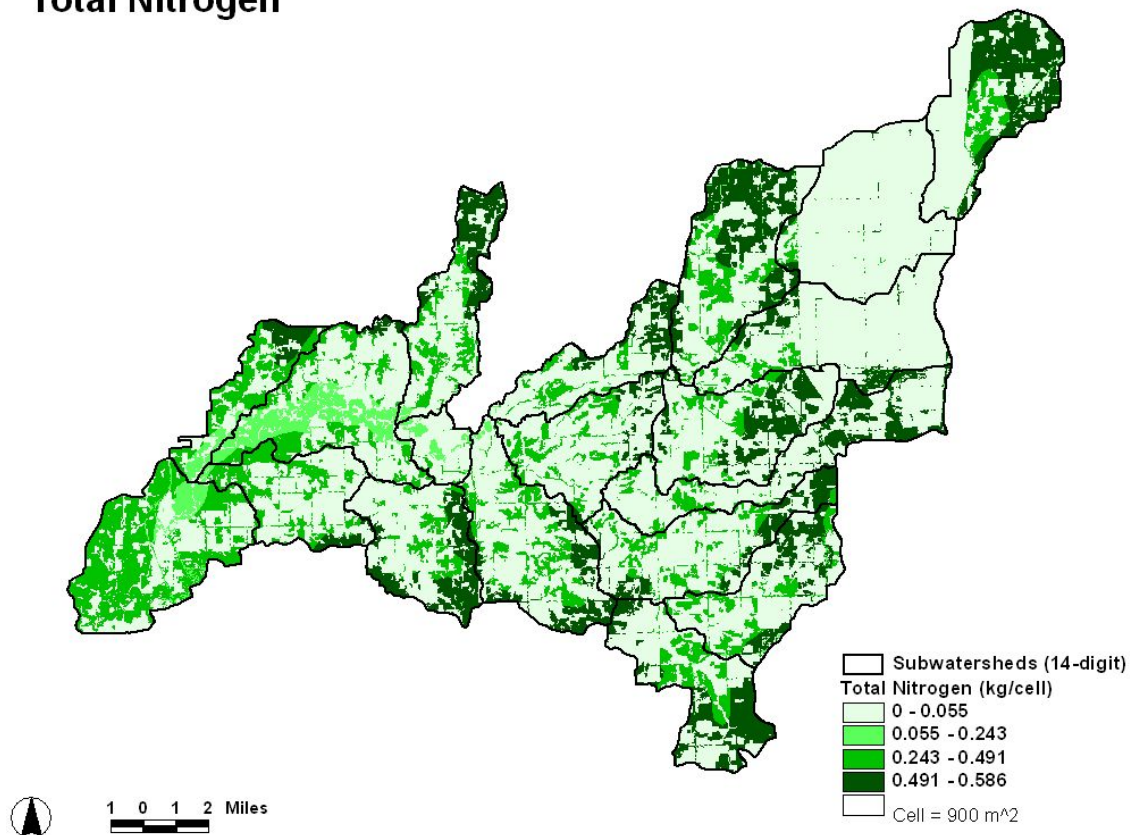 Total Nitrogen
Subwatersheds (14-digit)
Total Nitrogen (kg/cell)
0 - 0.055
0.055 - 0.243
0.243 - 0.491
0.491 - 0.586
Cell = 900 m^2
1 0 1 2 Miles